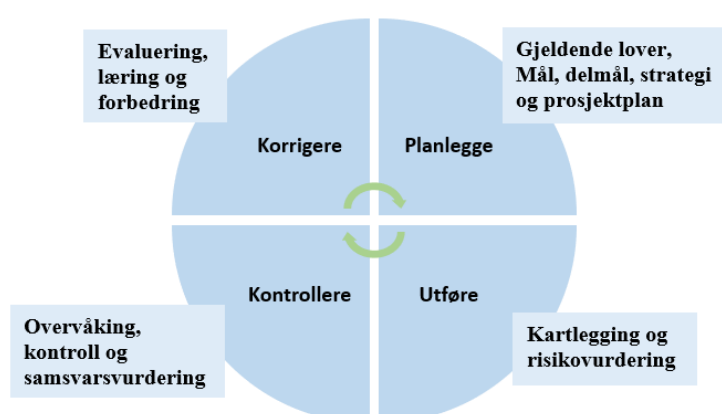 Evaluering,
læring og
forbedring
Gjeldende lover,
Mål, delmål, strategi
og prosjektplan
Korrigere
Planlegge
Kontrollere
Utføre
Overvåking,
kontroll og
samsvarsvurdering
Kartlegging og
risikovurdering